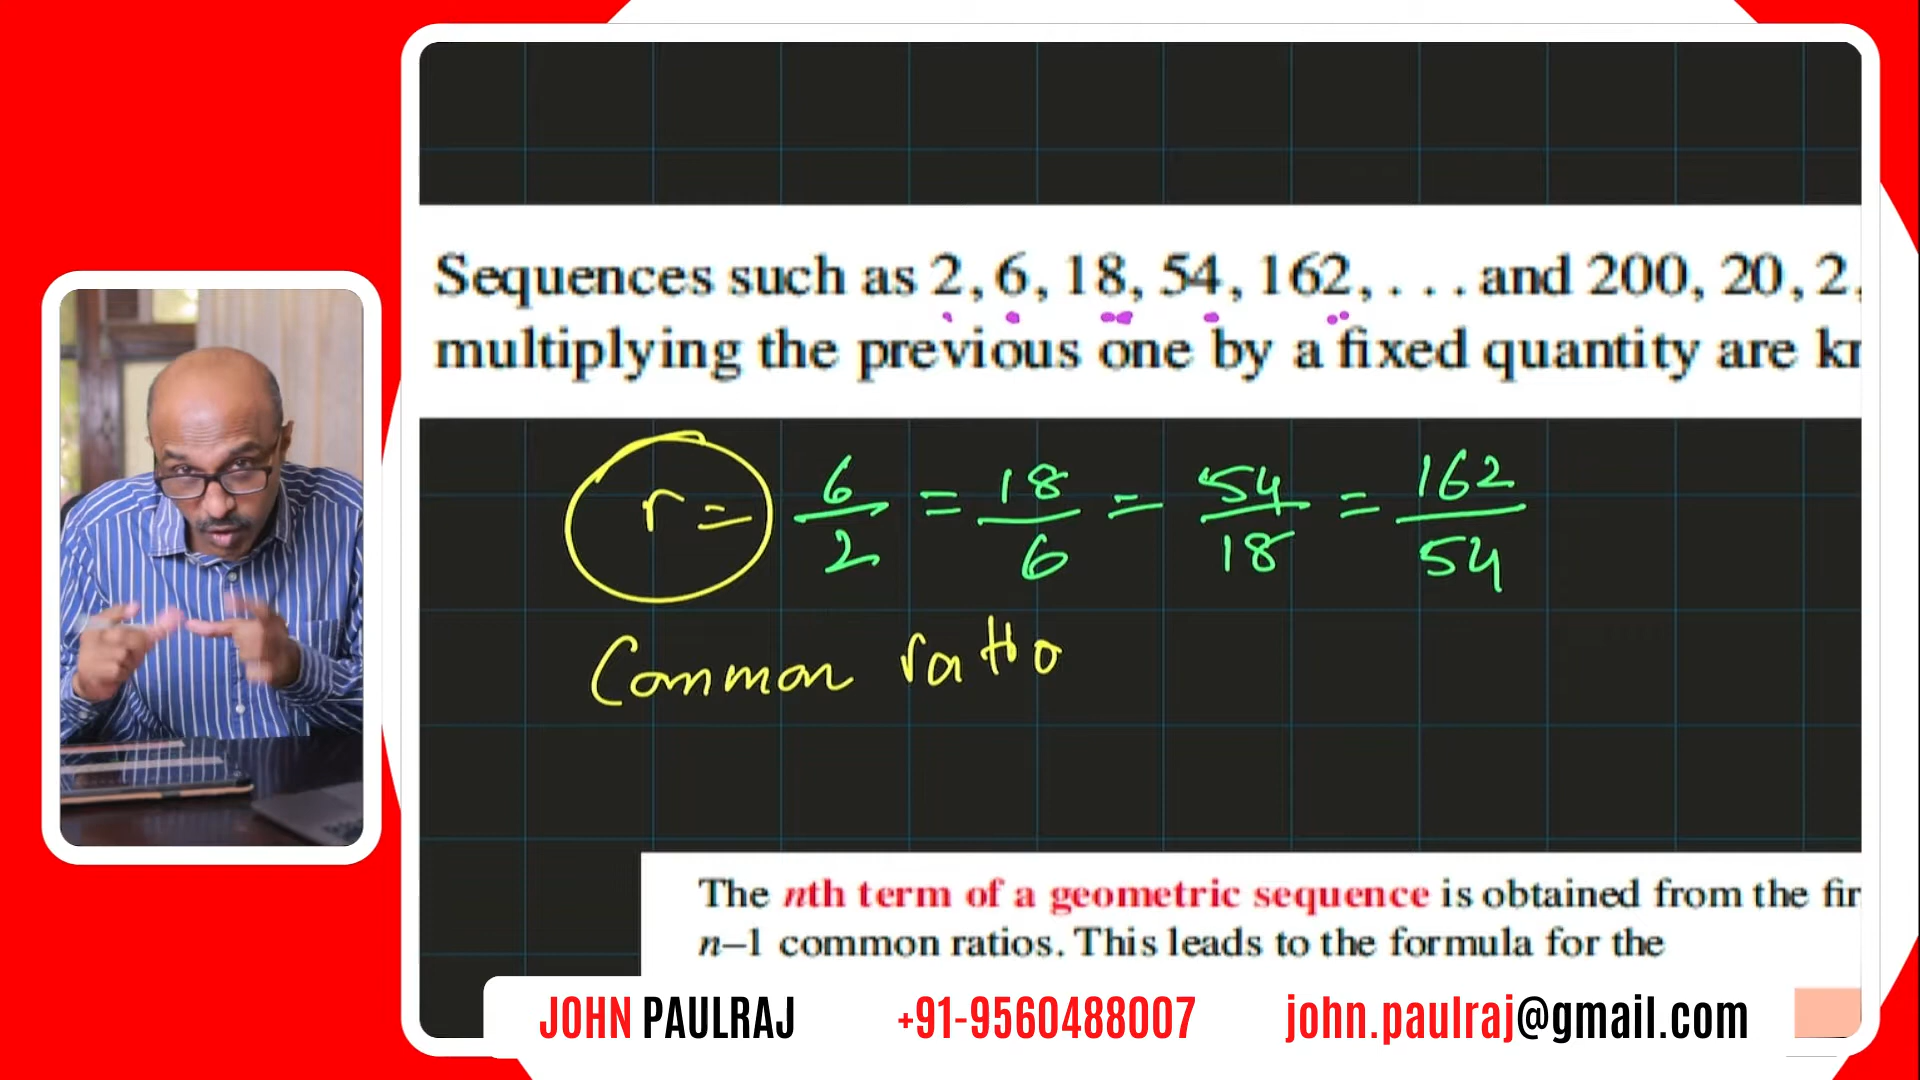 Sequences such as 2, 6, 18, 54, 162, . . . and 200, 20, 2,
multiplying the previous one by a fixed quantity are kr
r = 6/2 = 18/6 = 54/18 = 162/54
Common ratio
The nth term of a geometric sequence is obtained from the fir
n–1 common ratios. This leads to the formula for the
JOHN PAULRAJ +91-9560488007 john.paulraj@gmail.com